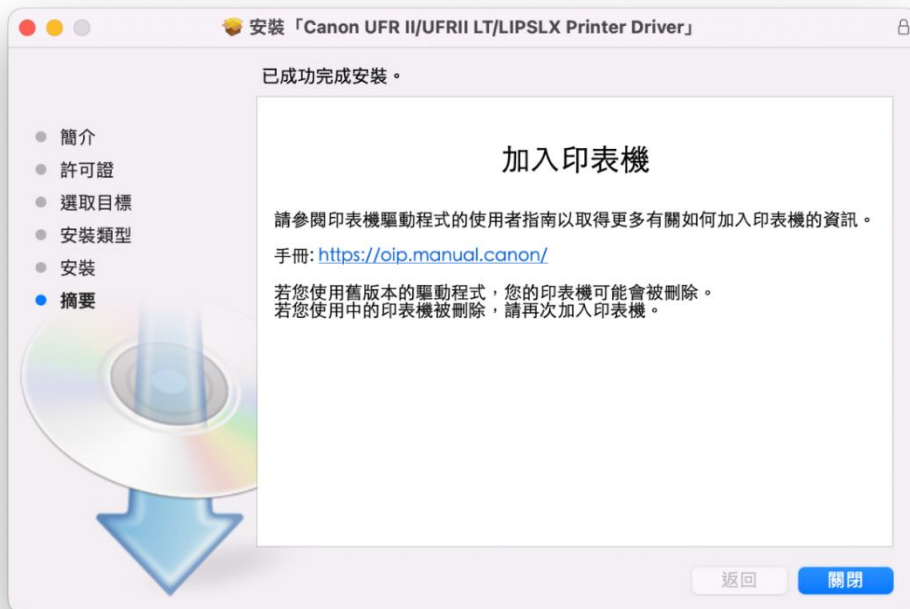 安裝「Canon UFR II/UFRII LT/LIPSLX Printer Driver」
已成功完成安裝。
簡介
許可證
選取目標
安裝類型
安裝
摘要
加入印表機
請參閱印表機驅動程式的使用者指南以取得更多有關如何加入印表機的資訊。
手冊: https://oip.manual.canon/
若您使用舊版本的驅動程式，您的印表機可能會被刪除。
若您使用中的印表機被刪除，請再次加入印表機。
返回
關閉